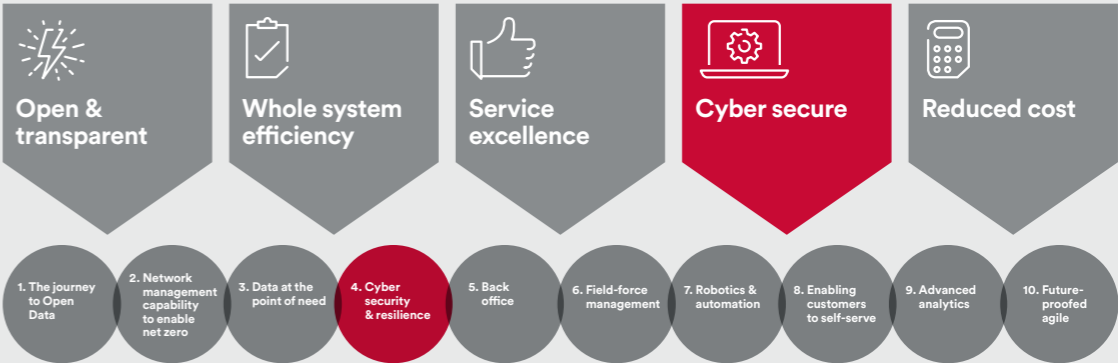 Open &
transparent
Whole system
efficiency
Service
excellence
Cyber secure
Reduced cost
1. The journey
to Open
Data
2. Network
management
capability
to enable
net zero
3. Data at the
point of need
4. Cyber
security
& resilience
5. Back
office
6. Field-force
management
7. Robotics &
automation
8. Enabling
customers
to self-serve
9. Advanced
analytics
10. Future-
proofed
agile